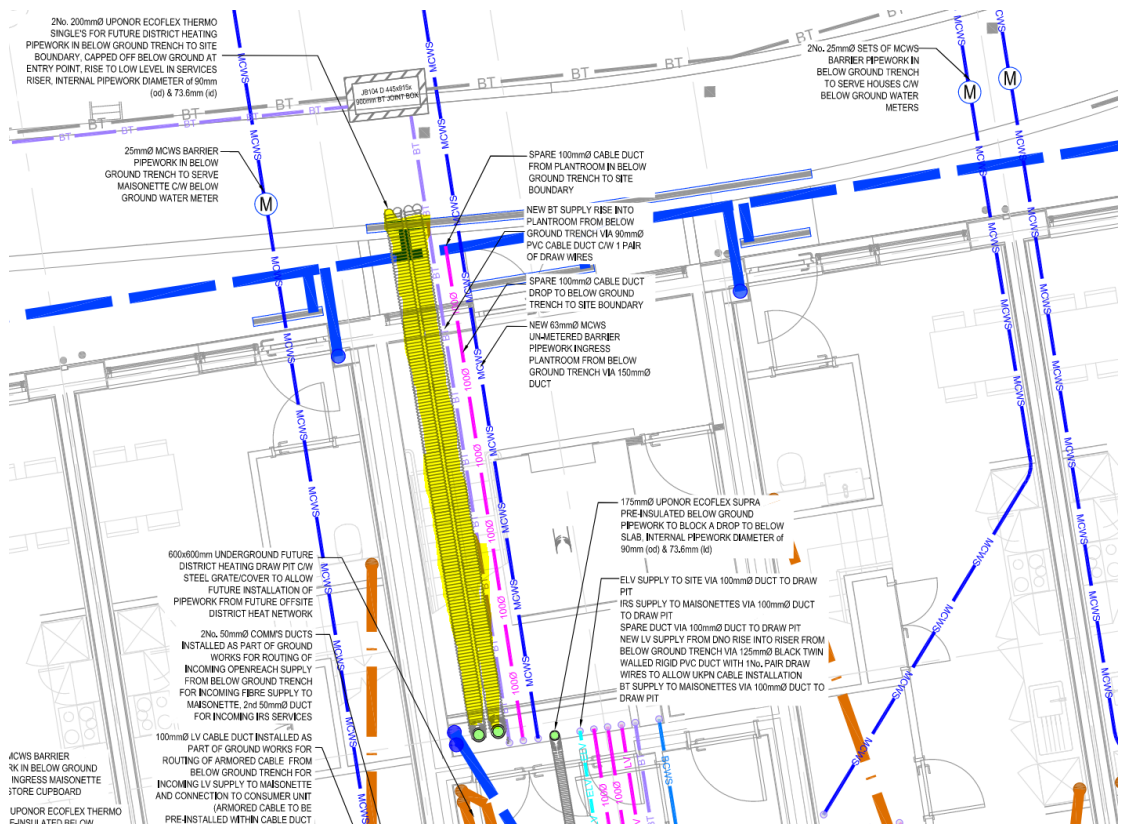 2No. 200mmØ UPONOR ECOFLEX THERMO
SINGLE'S FOR FUTURE DISTRICT HEATING
PIPEWORK IN BELOW GROUND TRENCH TO SITE
BOUNDARY, CAPPED OFF BELOW GROUND AT
ENTRY POINT, RISE TO LOW LEVEL IN SERVICES
RISER, INTERNAL PIPEWORK DIAMETER of 90mm
(od) & 73.6mm (id)
JB104 D 445x915x
900mm BT JOINT BOX
2No. 25mmØ SETS OF MCWS
BARRIER PIPEWORK IN
BELOW GROUND TRENCH
TO SERVE HOUSES C/W
BELOW GROUND WATER
METERS
25mmØ MCWS BARRIER
PIPEWORK IN BELOW
GROUND TRENCH TO SERVE
MAISONETTE C/W BELOW
GROUND WATER METER
M
M
M
SPARE 100mmØ CABLE DUCT
FROM PLANTROOM IN BELOW
GROUND TRENCH TO SITE
BOUNDARY
NEW BT SUPPLY RISE INTO
PLANTROOM FROM BELOW
GROUND TRENCH VIA 90mmØ
PVC CABLE DUCT C/W 1 PAIR
OF DRAW WIRES
SPARE 100mmØ CABLE DUCT
DROP TO BELOW GROUND
TRENCH TO SITE BOUNDARY
NEW 63mmØ MCWS
UN-METERED BARRIER
PIPEWORK INGRESS
PLANTROOM FROM BELOW
GROUND TRENCH VIA 150mmØ
DUCT
175mmØ UPONOR ECOFLEX SUPRA
PRE-INSULATED BELOW GROUND
PIPEWORK TO BLOCK A DROP TO BELOW
SLAB, INTERNAL PIPEWORK DIAMETER of
90mm (od) & 73.6mm (id)
ELV SUPPLY TO SITE VIA 100mmØ DUCT TO DRAW
PIT
IRS SUPPLY TO MAISONETTES VIA 100mmØ DUCT
TO DRAW PIT
SPARE DUCT VIA 100mmØ DUCT TO DRAW PIT
NEW LV SUPPLY FROM DNO RISE INTO RISER FROM
BELOW GROUND TRENCH VIA 125mmØ BLACK TWIN
WALLED RIGID PVC DUCT WITH 1No. PAIR DRAW
WIRES TO ALLOW UKPN CABLE INSTALLATION
BT SUPPLY TO MAISONETTES VIA 100mmØ DUCT TO
DRAW PIT
600x600mm UNDERGROUND FUTURE
DISTRICT HEATING DRAW PIT C/W
STEEL GRATE/COVER TO ALLOW
FUTURE INSTALLATION OF
PIPEWORK FROM FUTURE OFFSITE
DISTRICT HEAT NETWORK
2No. 50mmØ COMM'S DUCTS
INSTALLED AS PART OF GROUND
WORKS FOR ROUTING OF
INCOMING OPENREACH SUPPLY
FROM BELOW GROUND TRENCH
FOR INCOMING FIBRE SUPPLY TO
MAISONETTE, 2nd 50mmØ DUCT
FOR INCOMING IRS SERVICES
100mmØ LV CABLE DUCT INSTALLED AS
PART OF GROUND WORKS FOR
ROUTING OF ARMORED CABLE FROM
BELOW GROUND TRENCH FOR
INCOMING LV SUPPLY TO MAISONETTE
AND CONNECTION TO CONSUMER UNIT
(ARMORED CABLE TO BE
PRE-INSTALLED WITHIN CABLE DUCT
MCWS BARRIER
RK IN BELOW GROUND
INGRESS MAISONETTE
STORE CUPBOARD
UPONOR ECOFLEX THERMO
MCWS
BT
100Ø
LV
BCWS